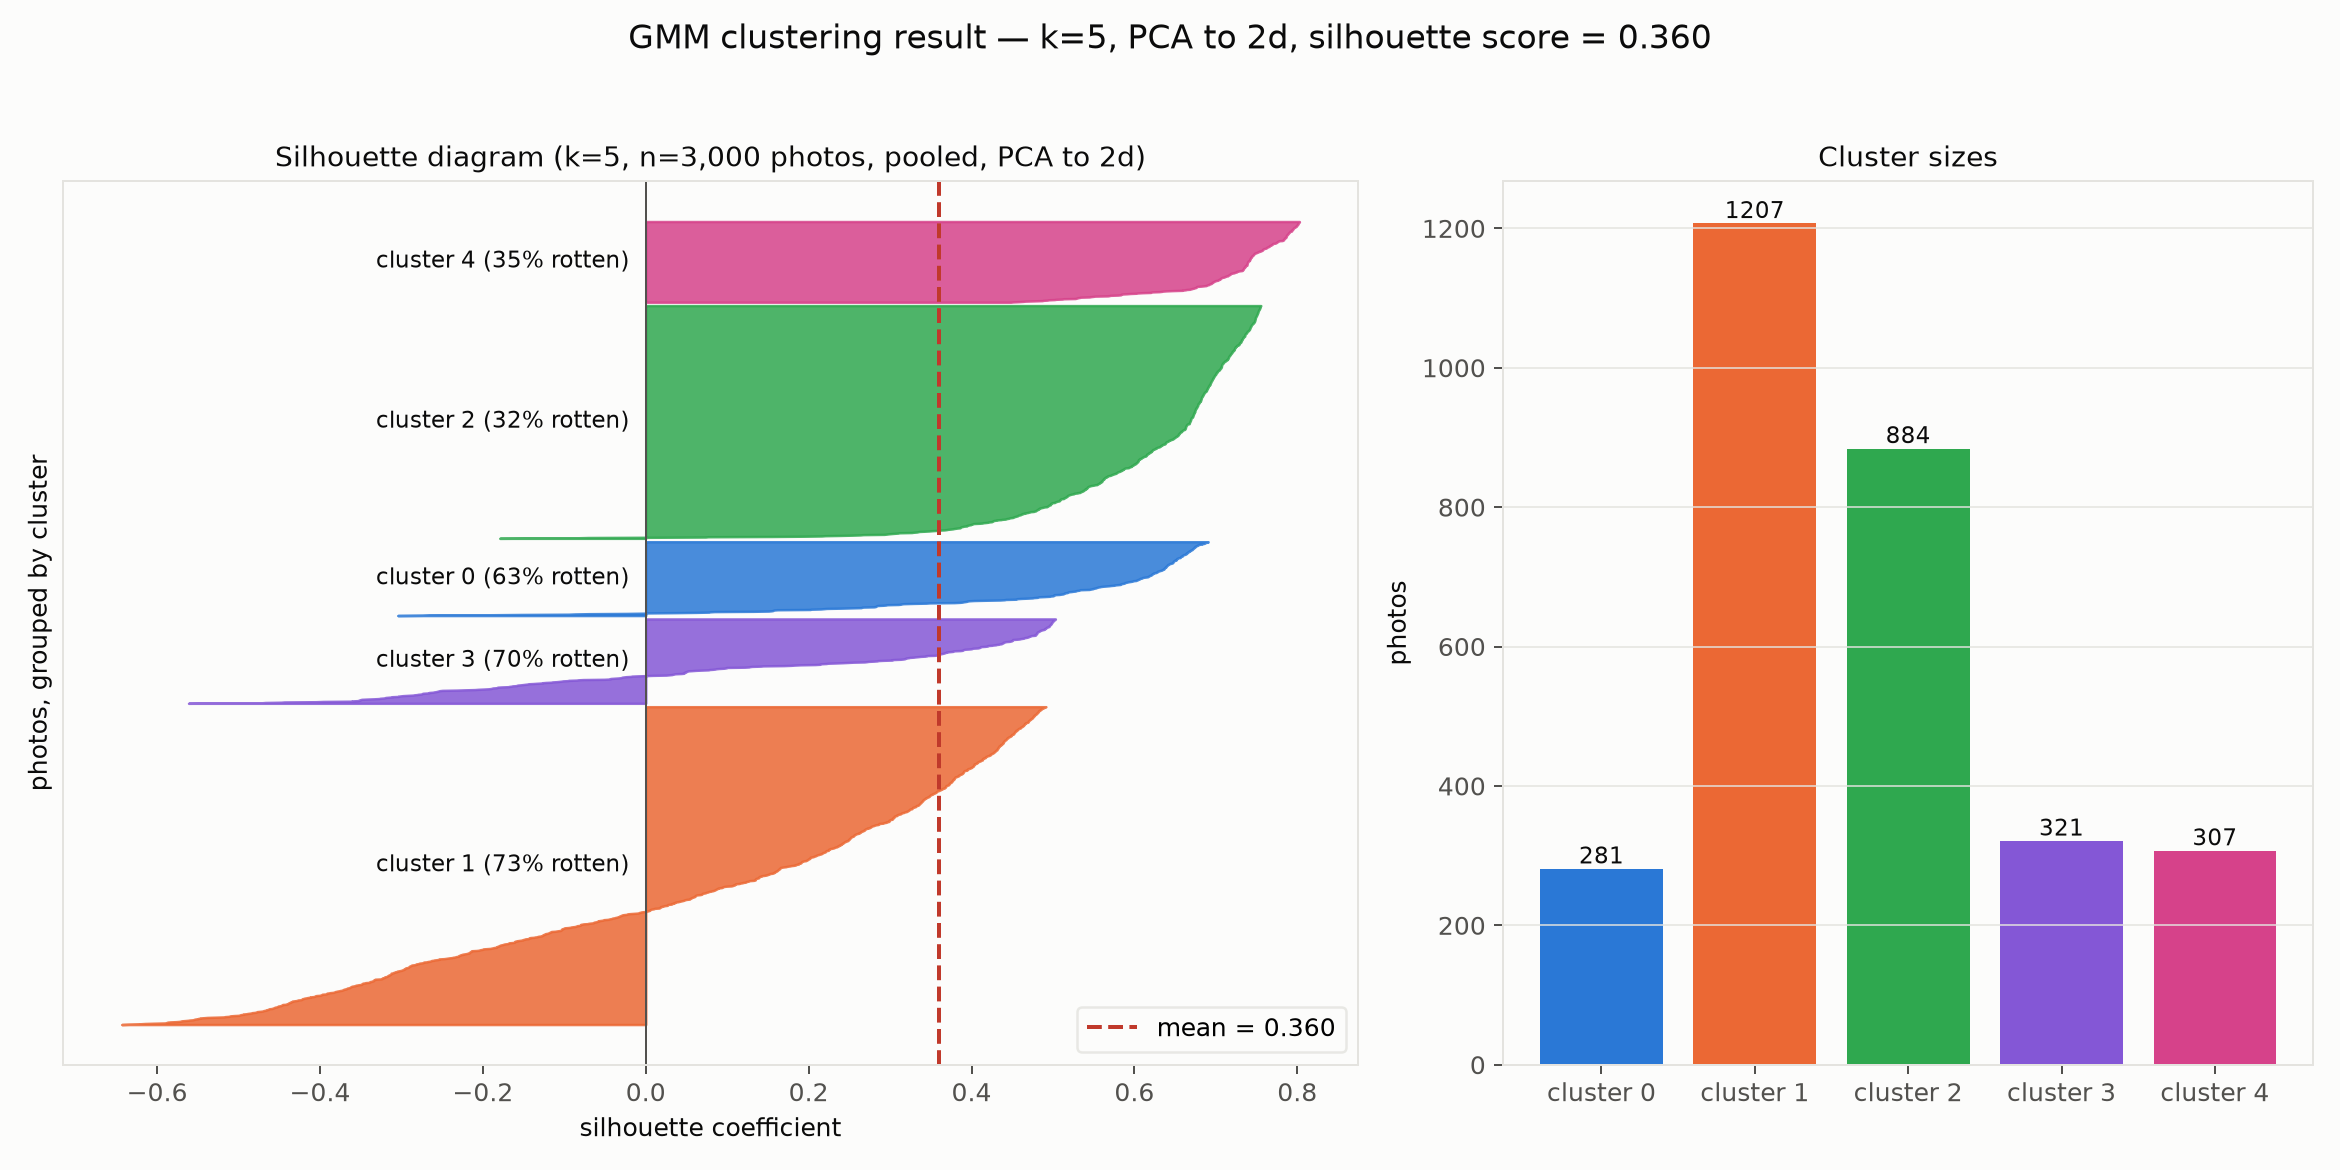 GMM clustering result — k=5, PCA to 2d, silhouette score = 0.360
Silhouette diagram (k=5, n=3,000 photos, pooled, PCA to 2d)
photos, grouped by cluster
cluster 4 (35% rotten)
cluster 2 (32% rotten)
cluster 0 (63% rotten)
cluster 3 (70% rotten)
cluster 1 (73% rotten)
mean = 0.360
−0.6 −0.4 −0.2 0.0 0.2 0.4 0.6 0.8
silhouette coefficient
Cluster sizes
photos
1200
1000
800
600
400
200
0
281
1207
884
321
307
cluster 0 cluster 1 cluster 2 cluster 3 cluster 4